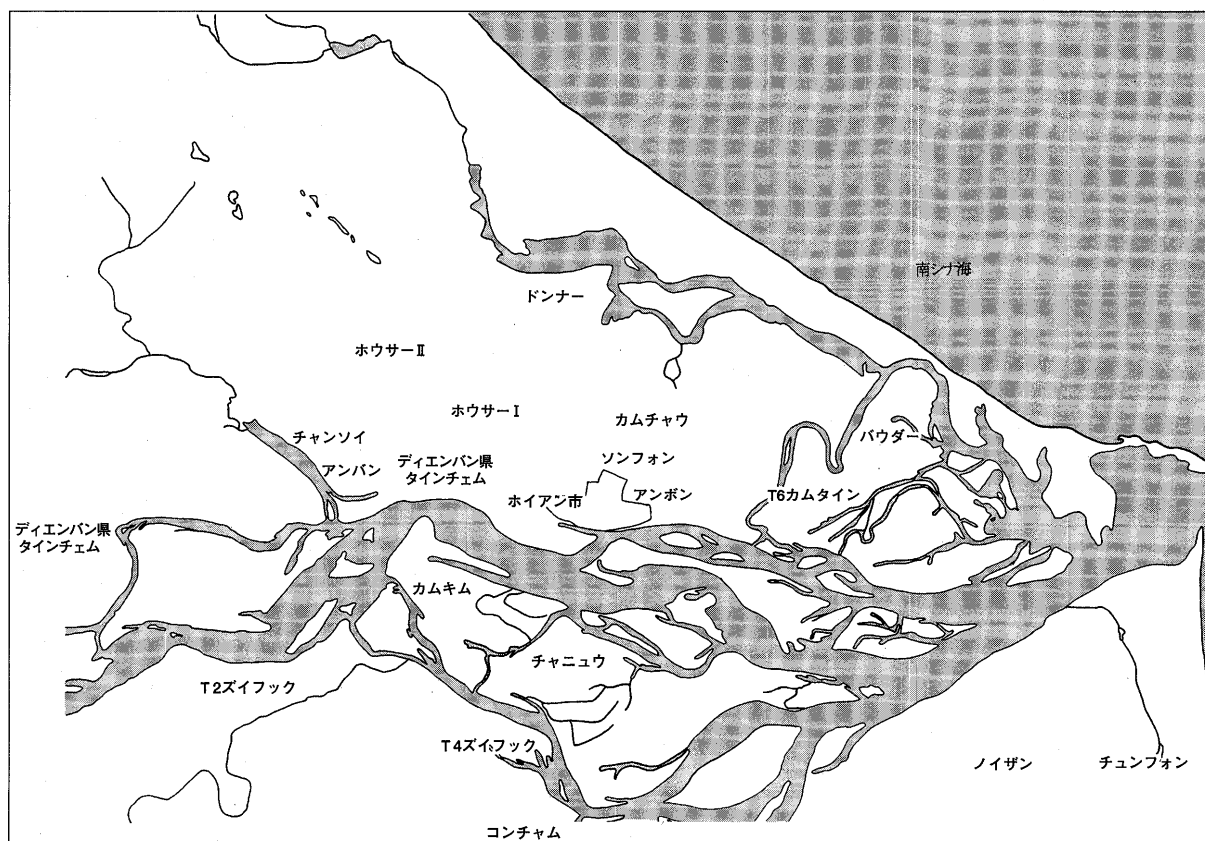 南シナ海
ドンナー
ホウサーⅡ
ホウサーⅠ
カムチャウ
チャンソイ
バウダー
アンバン
ディエンバン県
タインチェム
ソンフォン
ホイアン市
アンボン
T6カムタイン
ディエンバン県
タインチェム
カムキム
チャニュウ
T2ズイフック
T4ズイフック
ノイザン
チュンフォン
コンチャム